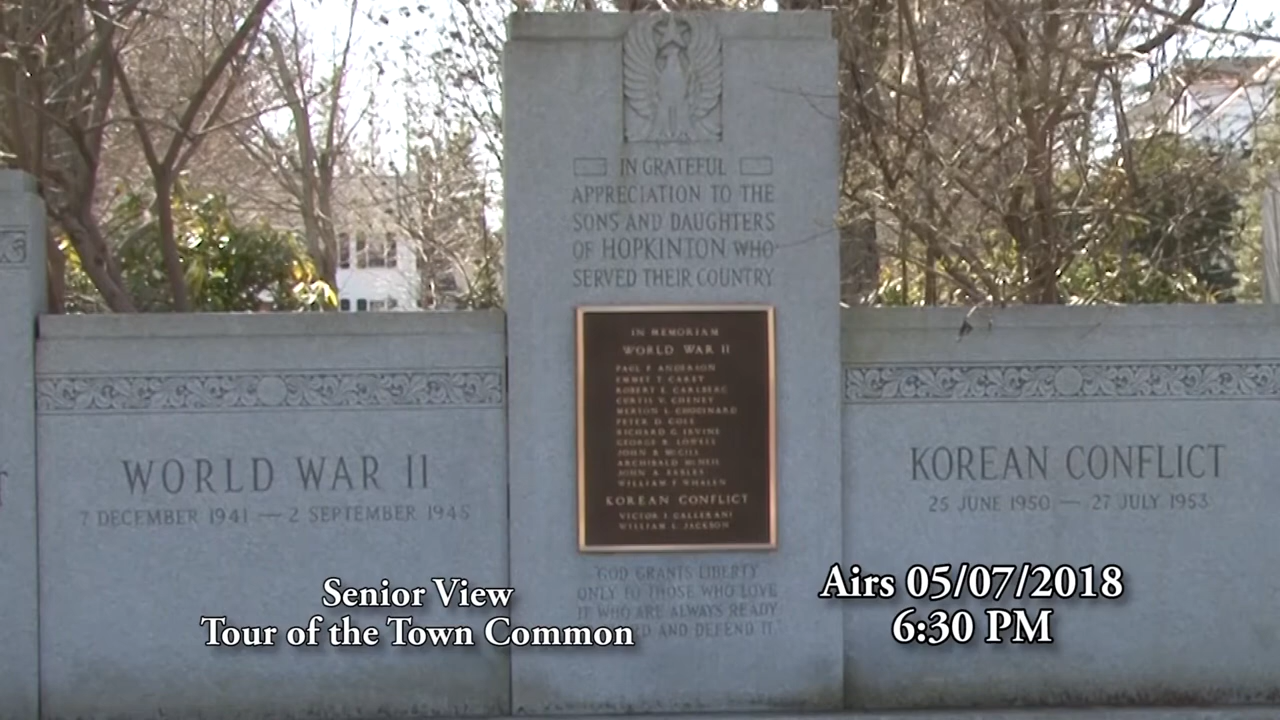 IN GRATEFUL
APPRECIATION TO THE
SONS AND DAUGHTERS
OF HOPKINTON WHO
SERVED THEIR COUNTRY
IN MEMORIAM
WORLD WAR II
PAUL F. ANDERSON
EMMET T. CAREY
ROBERT E. CARLBERG
CURTIS V. CHENEY
MERTON L. CHOUINARD
PETER D. COLE
RICHARD G. IRVINE
GEORGE R. LOWELL
JOHN B. McGILL
ARCHIBALD McNEIL
JOHN A.
WILLIAM F. WHALEN
KOREAN CONFLICT
VICTOR J. GALLERANI
WILLIAM L. JACKSON
"GOD GRANTS LIBERTY
ONLY TO THOSE WHO LOVE
IT WHO ARE ALWAYS READY
AND DEFEND IT."
WORLD WAR II
7 DECEMBER 1941 — 2 SEPTEMBER 1945
KOREAN CONFLICT
25 JUNE 1950 — 27 JULY 1953
Senior View
Tour of the Town Common
Airs 05/07/2018
6:30 PM